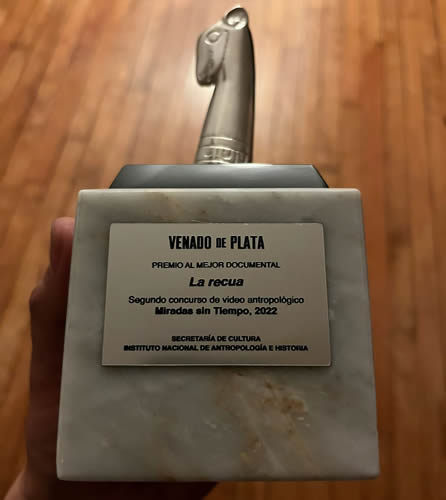 VENADO DE PLATA
PREMIO AL MEJOR DOCUMENTAL
La recua
Segundo concurso de video antropológico
Miradas sin Tiempo, 2022
SECRETARÍA DE CULTURA
INSTITUTO NACIONAL DE ANTROPOLOGÍA E HISTORIA